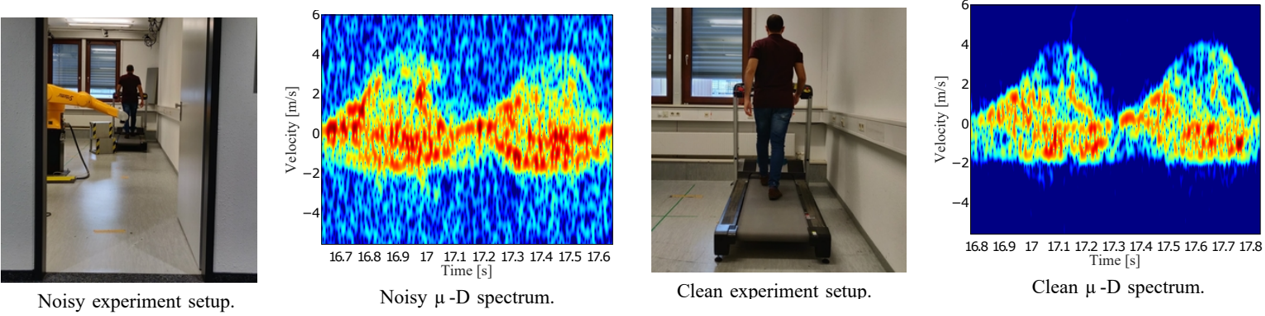 6
4
2
0
−2
−4
Velocity [m/s]
16.7 16.8 16.9 17 17.1 17.2 17.3 17.4 17.5 17.6
Time [s]
6
4
2
0
−2
−4
Velocity [m/s]
16.8 16.9 17 17.1 17.2 17.3 17.4 17.5 17.6 17.7 17.8
Time [s]
Noisy experiment setup.
Noisy μ -D spectrum.
Clean experiment setup.
Clean μ -D spectrum.